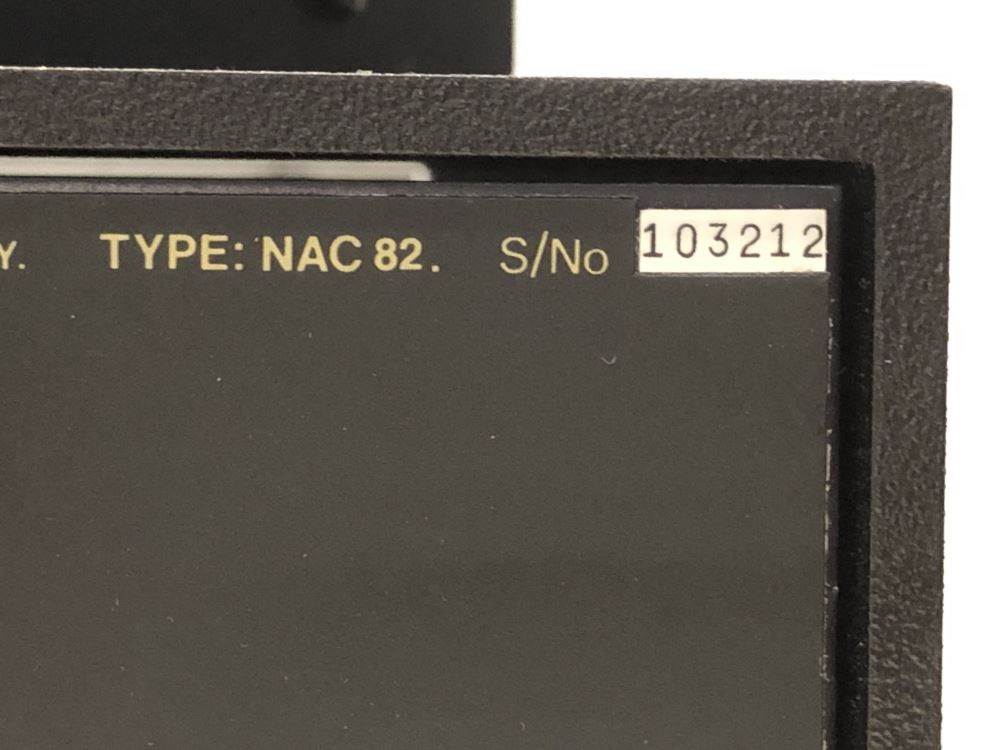 Y. TYPE: NAC 82. S/No 103212